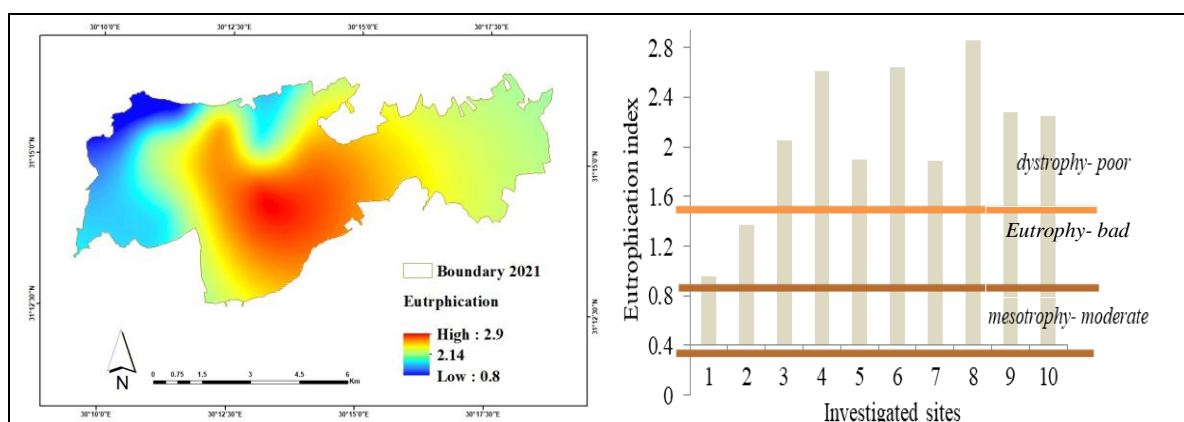 30°10'0"E 30°12'30"E 30°15'0"E 30°17'30"E
31°15'0"N
31°15'0"N
31°12'30"N
31°12'30"N
Boundary 2021
Eutrphication
High : 2.9
2.14
Low : 0.8
N
0 0.75 1.5 3 4.5 6
Km
30°10'0"E 30°12'30"E 30°15'0"E 30°17'30"E
Eutrophication index
2.8
2.4
2
1.6
1.2
0.8
0.4
0
dystrophy- poor
Eutrophy- bad
mesotrophy- moderate
1 2 3 4 5 6 7 8 9 10
Investigated sites